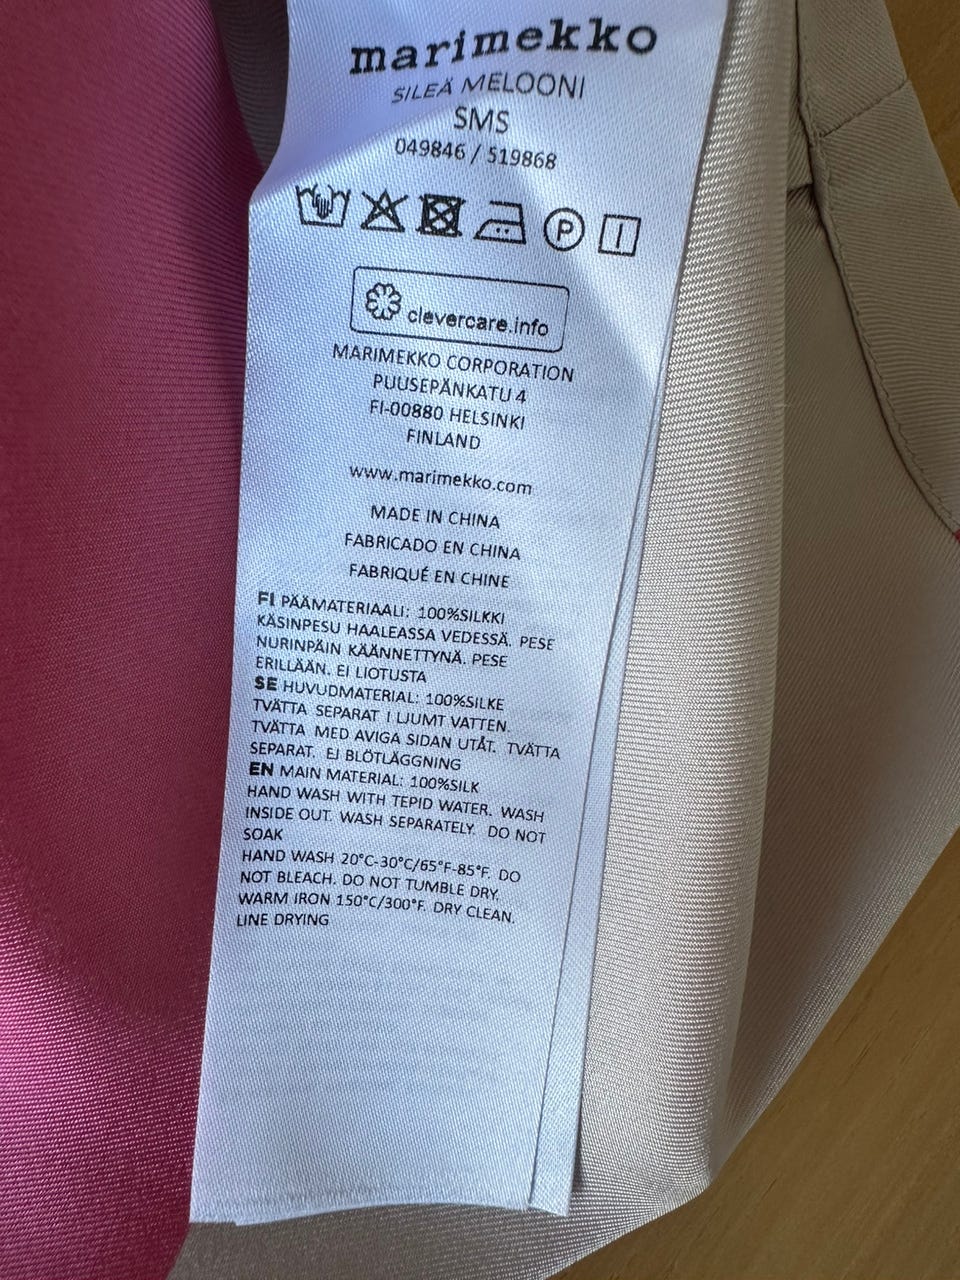 marimekko
SILEÄ MELOONI
SMS
049846 / 519868
P
clevercare.info
MARIMEKKO CORPORATION
PUUSEPÄNKATU 4
FI-00880 HELSINKI
FINLAND
www.marimekko.com
MADE IN CHINA
FABRICADO EN CHINA
FABRIQUÉ EN CHINE
FI PÄÄMATERIAALI: 100%SILKKI
KÄSINPESU HAALEASSA VEDESSÄ. PESE
NURINPÄIN KÄÄNNETTYNÄ. PESE
ERILLÄÄN. EI LIOTUSTA
SE HUVUDMATERIAL: 100%SILKE
TVÄTTA SEPARAT I LJUMT VATTEN.
TVÄTTA MED AVIGA SIDAN UTÅT. TVÄTTA
SEPARAT. EJ BLÖTLÄGGNING
EN MAIN MATERIAL: 100%SILK
HAND WASH WITH TEPID WATER. WASH
INSIDE OUT. WASH SEPARATELY. DO NOT
SOAK
HAND WASH 20°C-30°C/65°F-85°F. DO
NOT BLEACH. DO NOT TUMBLE DRY.
WARM IRON 150°C/300°F. DRY CLEAN.
LINE DRYING